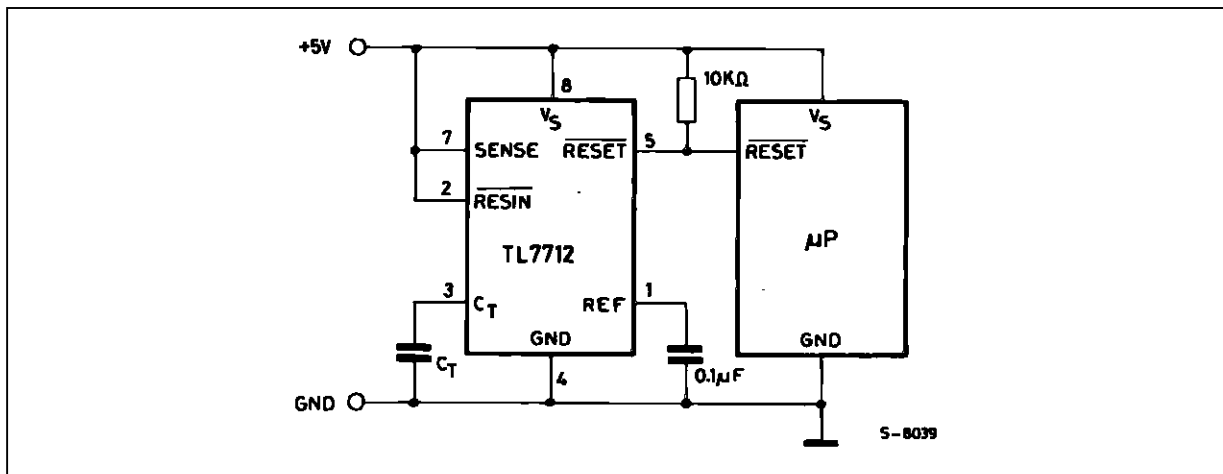 +5V
8
10KΩ
V_S
V_S
7
SENSE
RESET
5
RESET
2
RESIN
μP
TL7712
3
1
C_T
REF
GND
GND
C_T
4
0.1μF
GND
S-8039